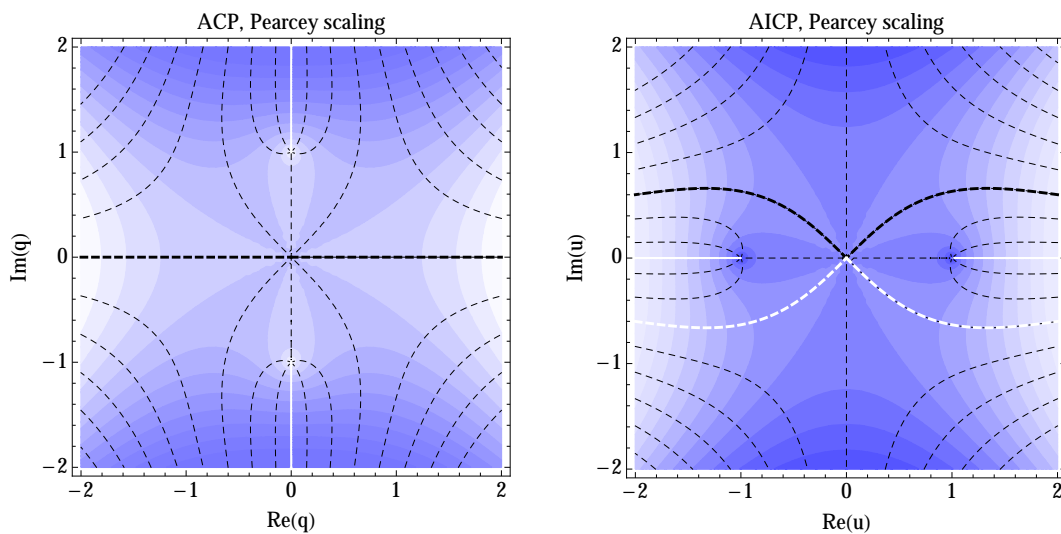 ACP, Pearcey scaling
2
1
0
−1
−2
Im(q)
−2 −1 0 1 2
Re(q)
AICP, Pearcey scaling
2
1
0
−1
−2
Im(u)
−2 −1 0 1 2
Re(u)